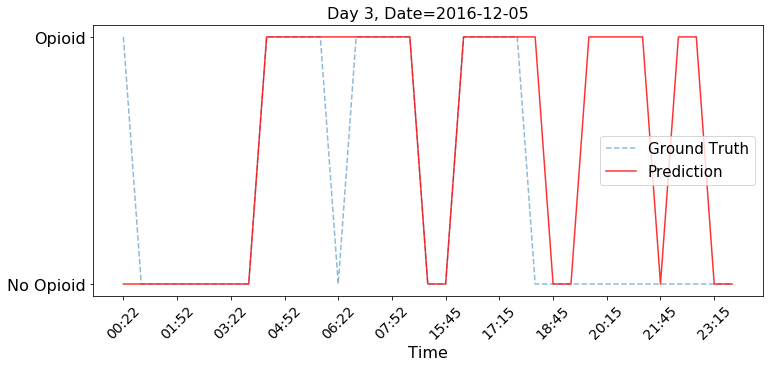 Day 3, Date=2016-12-05
Opioid
No Opioid
Ground Truth
Prediction
00:22
01:52
03:22
04:52
06:22
07:52
15:45
17:15
18:45
20:15
21:45
23:15
Time